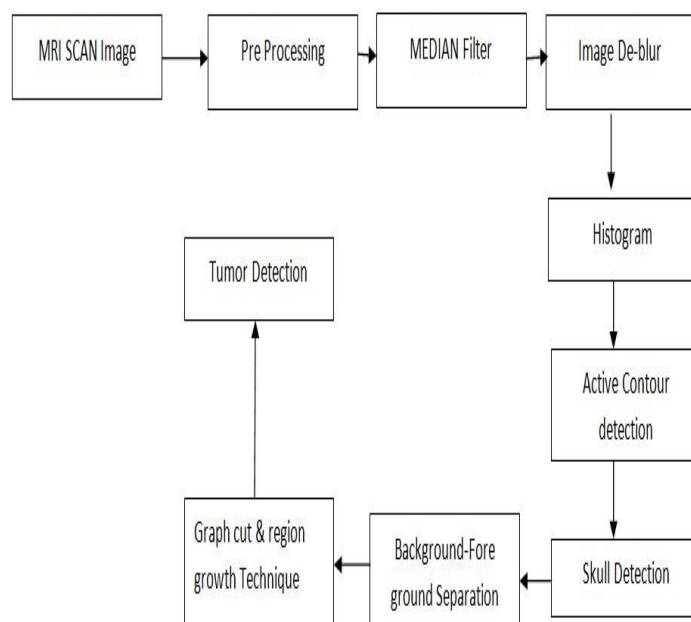 MRI SCAN Image
Pre Processing
MEDIAN Filter
Image De-blur
Histogram
Active Contour
detection
Skull Detection
Background-Fore
ground Separation
Graph cut & region
growth Technique
Tumor Detection